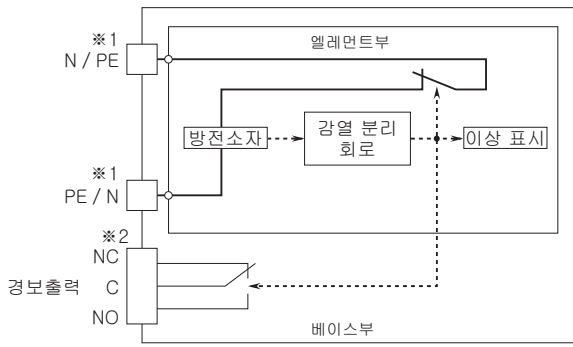 ※1
N / PE
엘레먼트부
방전소자
감열 분리
회로
이상 표시
※1
PE / N
※2
NC
경보출력
C
NO
베이스부